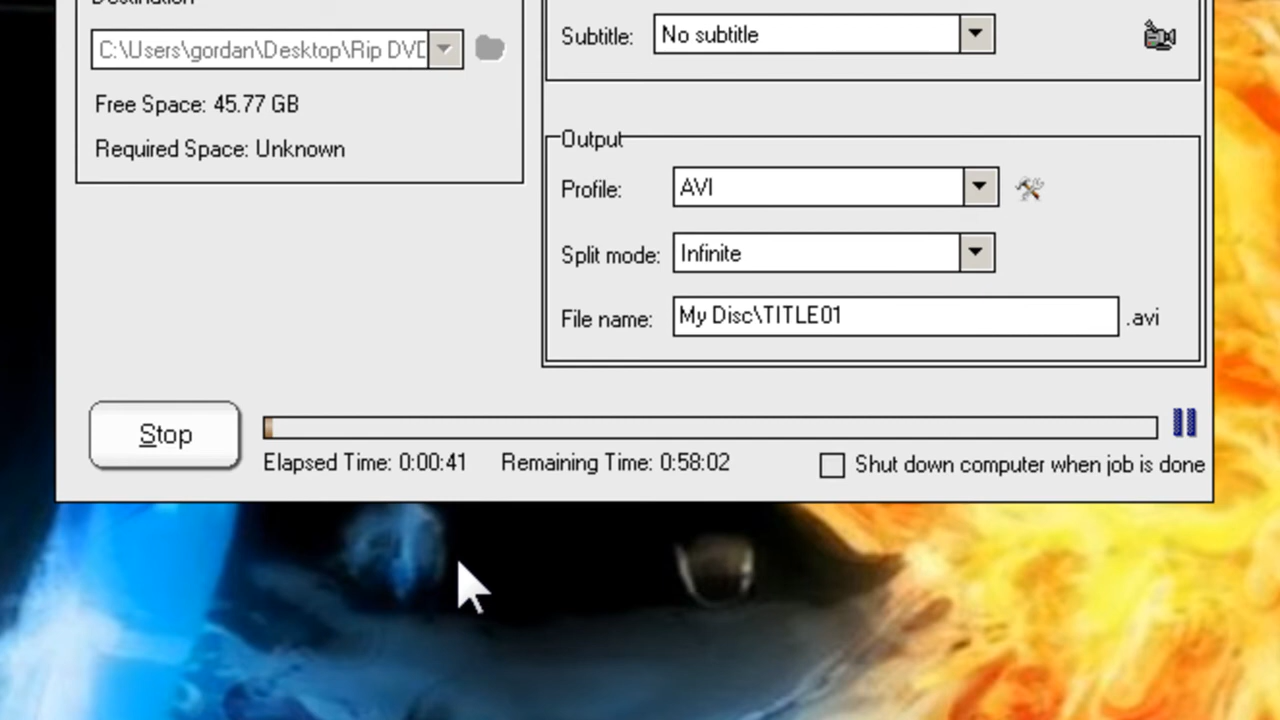 Destination
C:\Users\gordan\Desktop\Rip DVD
Free Space: 45.77 GB
Required Space: Unknown
Subtitle: No subtitle
Output
Profile: AVI
Split mode: Infinite
File name: My Disc\TITLE01 .avi
Stop
Elapsed Time: 0:00:41 Remaining Time: 0:58:02
Shut down computer when job is done